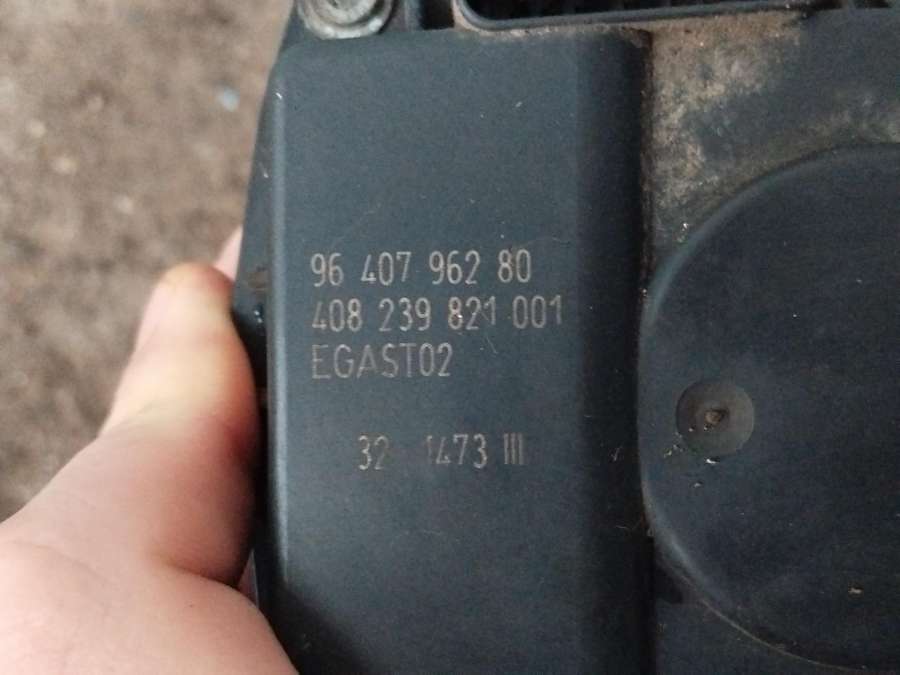 96 407 962 80
408 239 821 001
EGAST02
32 1473 III